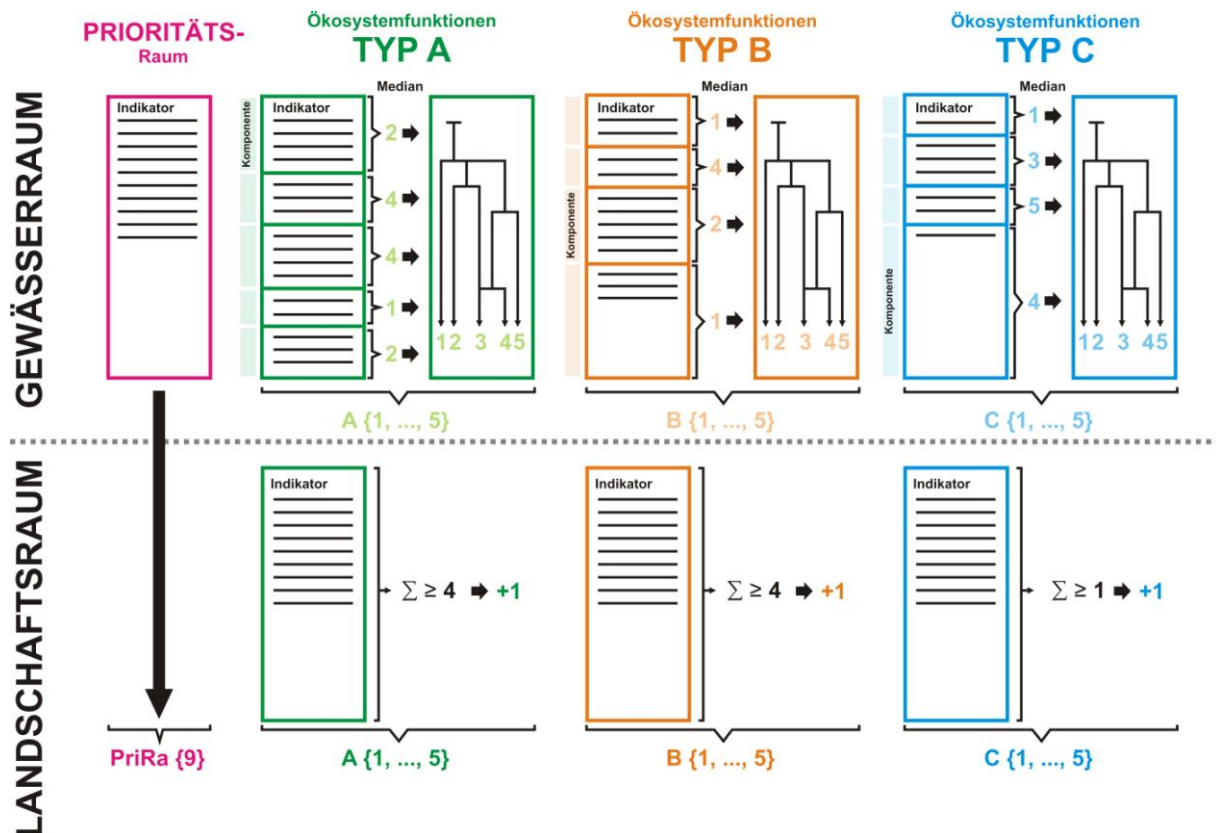 PRIORITÄTS-
Raum
Ökosystemfunktionen
TYP A
Ökosystemfunktionen
TYP B
Ökosystemfunktionen
TYP C
GEWÄSSERRAUM
Indikator
Komponente
Indikator
Median
2
4
4
1
2
12 3 45
A {1, ..., 5}
Komponente
Indikator
Median
1
4
2
1
12 3 45
B {1, ..., 5}
Komponente
Indikator
Median
1
3
5
4
12 3 45
C {1, ..., 5}
LANDSCHAFTSRAUM
PriRa {9}
Indikator
∑ ≥ 4 +1
A {1, ..., 5}
Indikator
∑ ≥ 4 +1
B {1, ..., 5}
Indikator
∑ ≥ 1 +1
C {1, ..., 5}